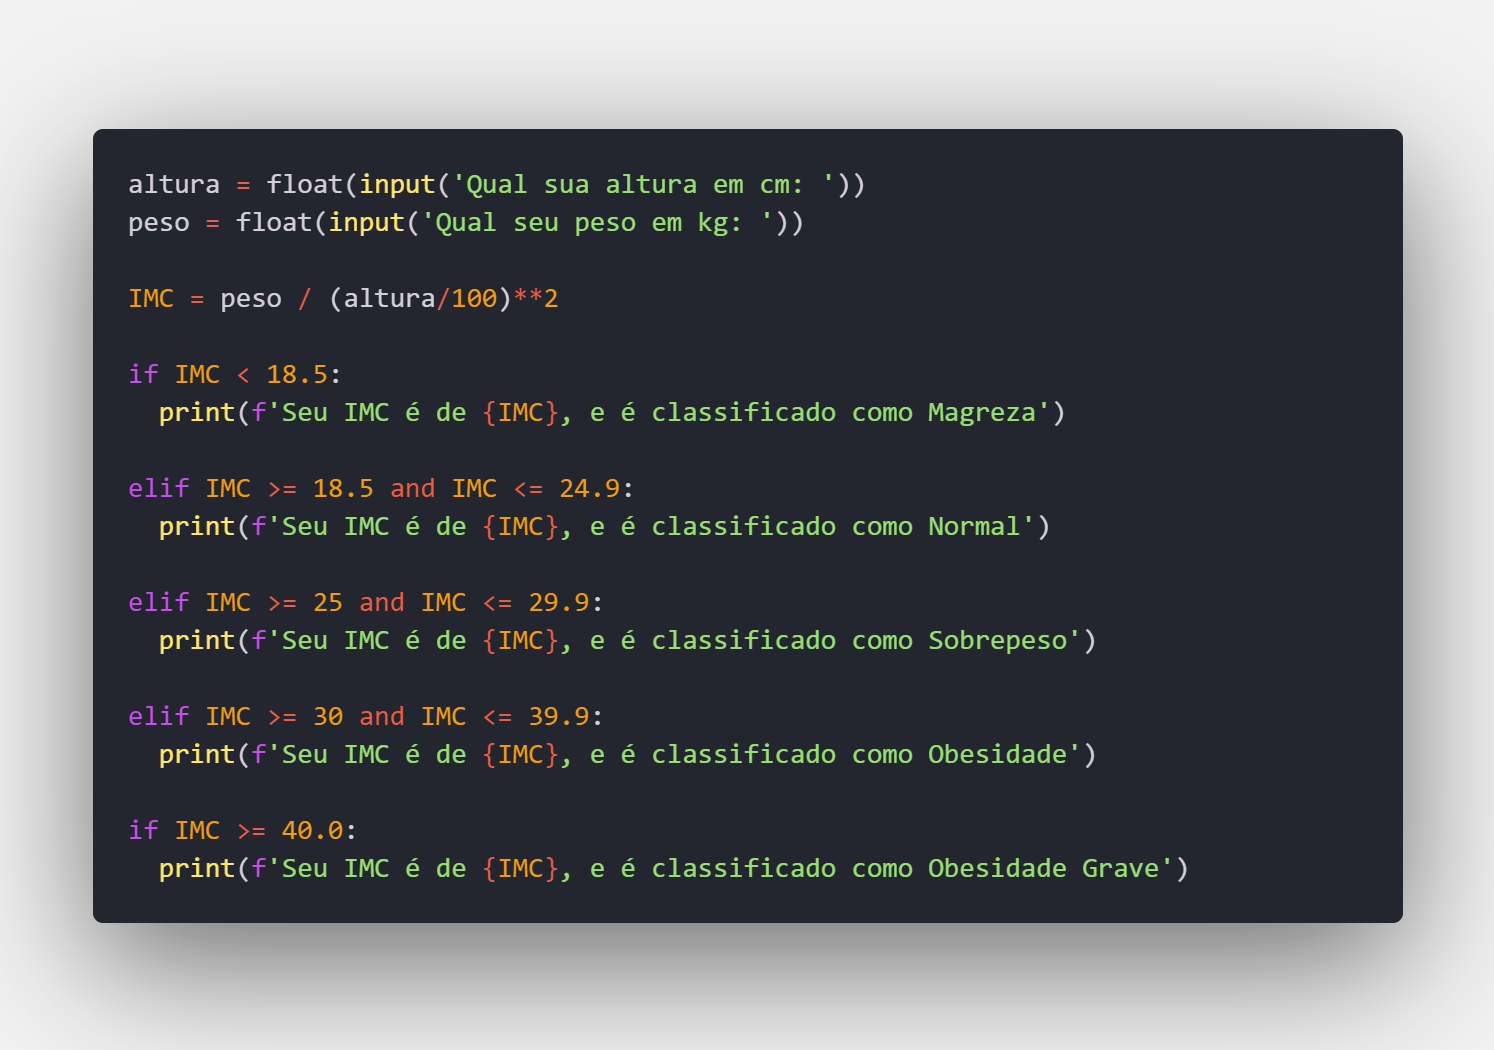 altura = float(input('Qual sua altura em cm: '))
peso = float(input('Qual seu peso em kg: '))
IMC = peso / (altura/100)**2
if IMC < 18.5:
  print(f'Seu IMC é de {IMC}, e é classificado como Magreza')
elif IMC >= 18.5 and IMC <= 24.9:
  print(f'Seu IMC é de {IMC}, e é classificado como Normal')
elif IMC >= 25 and IMC <= 29.9:
  print(f'Seu IMC é de {IMC}, e é classificado como Sobrepeso')
elif IMC >= 30 and IMC <= 39.9:
  print(f'Seu IMC é de {IMC}, e é classificado como Obesidade')
if IMC >= 40.0:
  print(f'Seu IMC é de {IMC}, e é classificado como Obesidade Grave')